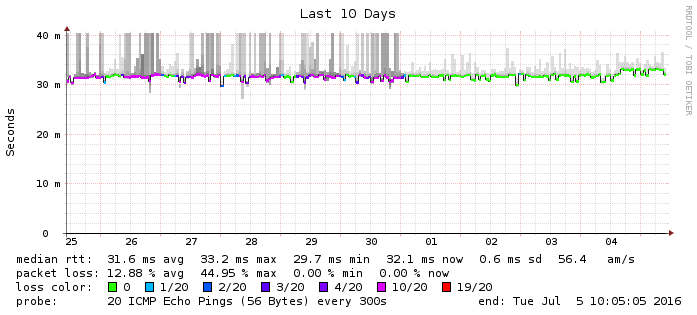 Last 10 Days
RRDTOOL / TOBI OETIKER
Seconds
40 m
30 m
20 m
10 m
0
25 26 27 28 29 30 01 02 03 04
median rtt: 31.6 ms avg 33.2 ms max 29.7 ms min 32.1 ms now 0.6 ms sd 56.4 am/s
packet loss: 12.88 % avg 44.95 % max 0.00 % min 0.00 % now
loss color: 0 1/20 2/20 3/20 4/20 10/20 19/20
probe: 20 ICMP Echo Pings (56 Bytes) every 300s end: Tue Jul 5 10:05:05 2016